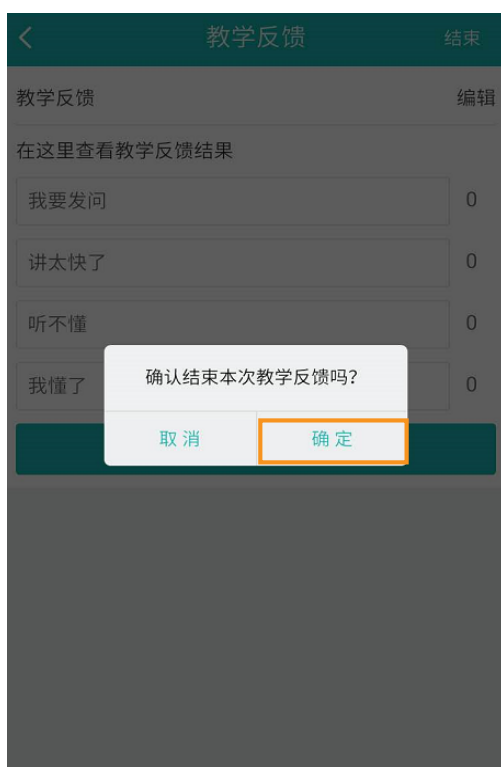 教学反馈 结束
教学反馈 编辑
在这里查看教学反馈结果
我要发问 0
讲太快了 0
听不懂 0
我懂了 0
确认结束本次教学反馈吗？
取消 确定